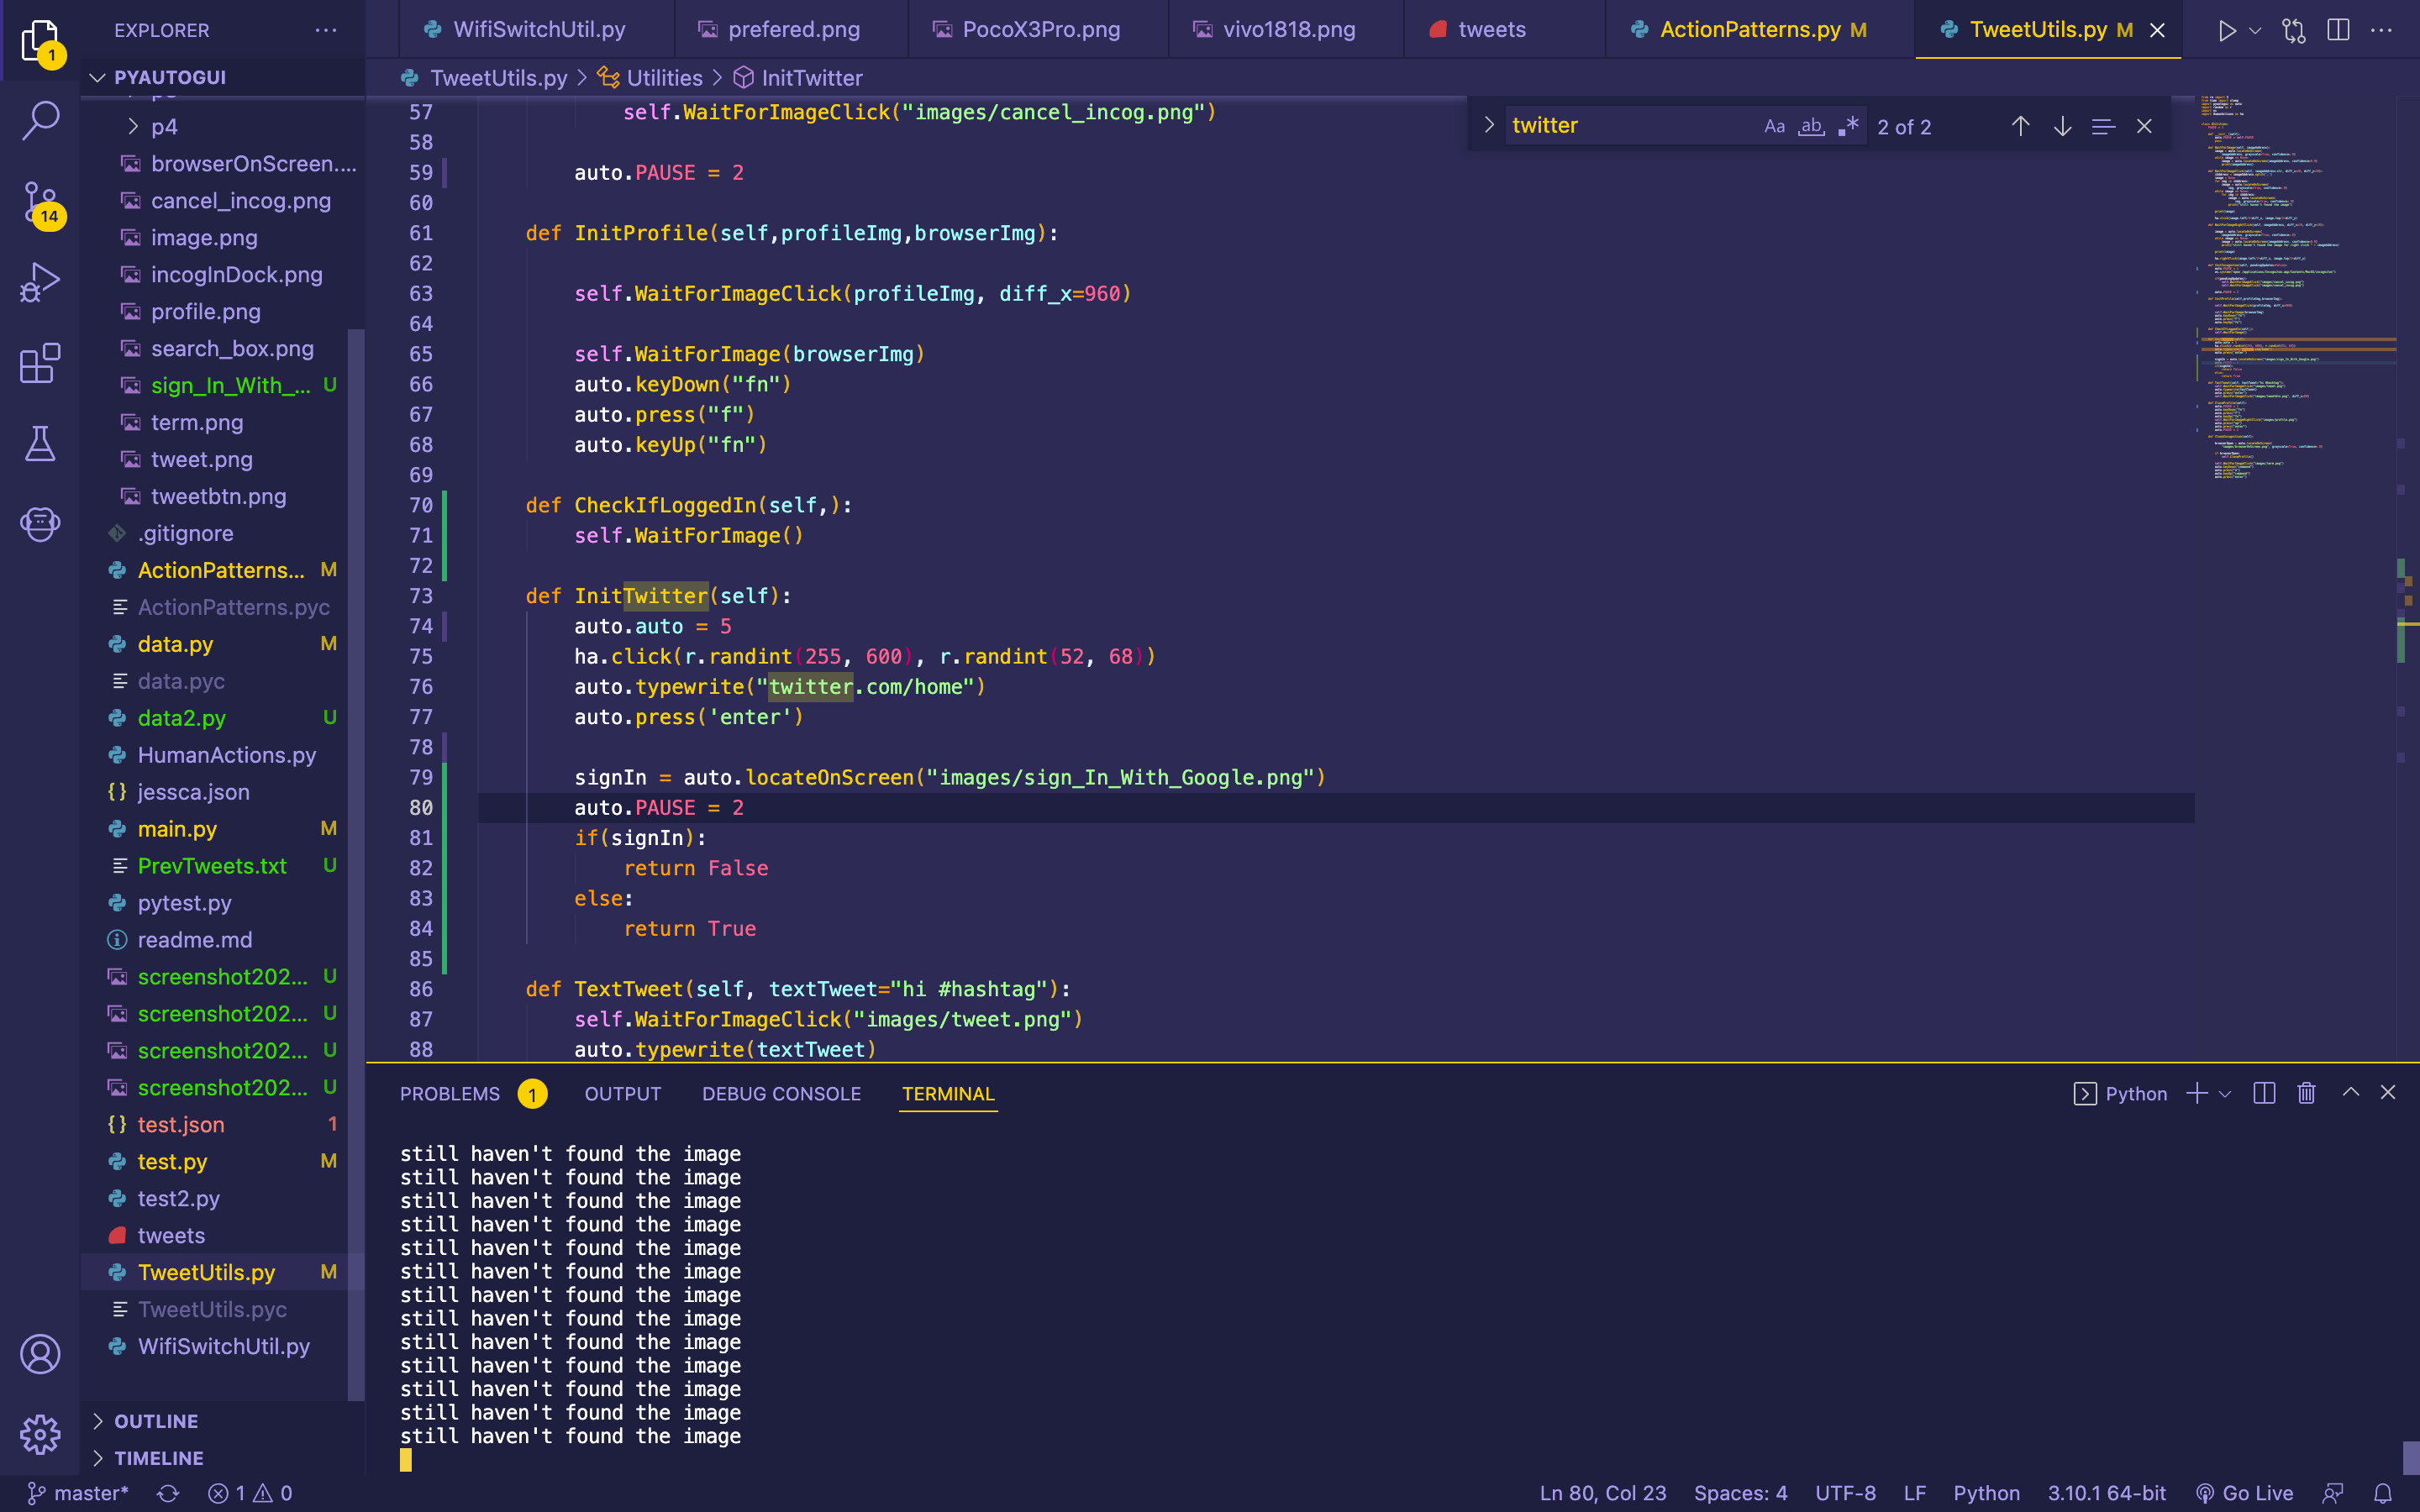 EXPLORER
WifiSwitchUtil.py
prefered.png
PocoX3Pro.png
vivo1818.png
tweets
ActionPatterns.py M
TweetUtils.py M
1
14
PYAUTOGUI
p4
browserOnScreen....
cancel_incog.png
image.png
incogInDock.png
profile.png
search_box.png
sign_In_With_... U
term.png
tweet.png
tweetbtn.png
.gitignore
ActionPatterns... M
ActionPatterns.pyc
data.py M
data.pyc
data2.py U
HumanActions.py
jessca.json
main.py M
PrevTweets.txt U
pytest.py
readme.md
screenshot202... U
screenshot202... U
screenshot202... U
screenshot202... U
test.json 1
test.py M
test2.py
tweets
TweetUtils.py M
TweetUtils.pyc
WifiSwitchUtil.py
OUTLINE
TIMELINE
TweetUtils.py > Utilities > InitTwitter
twitter Aa ab .* 2 of 2
57 self.WaitForImageClick("images/cancel_incog.png")
58
59 auto.PAUSE = 2
60
61 def InitProfile(self,profileImg,browserImg):
62
63 self.WaitForImageClick(profileImg, diff_x=960)
64
65 self.WaitForImage(browserImg)
66 auto.keyDown("fn")
67 auto.press("f")
68 auto.keyUp("fn")
69
70 def CheckIfLoggedIn(self,):
71 self.WaitForImage()
72
73 def InitTwitter(self):
74 auto.auto = 5
75 ha.click(r.randint(255, 600), r.randint(52, 68))
76 auto.typewrite("twitter.com/home")
77 auto.press('enter')
78
79 signIn = auto.locateOnScreen("images/sign_In_With_Google.png")
80 auto.PAUSE = 2
81 if(signIn):
82 return False
83 else:
84 return True
85
86 def TextTweet(self, textTweet="hi #hashtag"):
87 self.WaitForImageClick("images/tweet.png")
88 auto.typewrite(textTweet)
PROBLEMS 1 OUTPUT DEBUG CONSOLE TERMINAL
Python
still haven't found the image
still haven't found the image
still haven't found the image
still haven't found the image
still haven't found the image
still haven't found the image
still haven't found the image
still haven't found the image
still haven't found the image
still haven't found the image
still haven't found the image
still haven't found the image
still haven't found the image
master* 1 0 Ln 80, Col 23 Spaces: 4 UTF-8 LF Python 3.10.1 64-bit Go Live